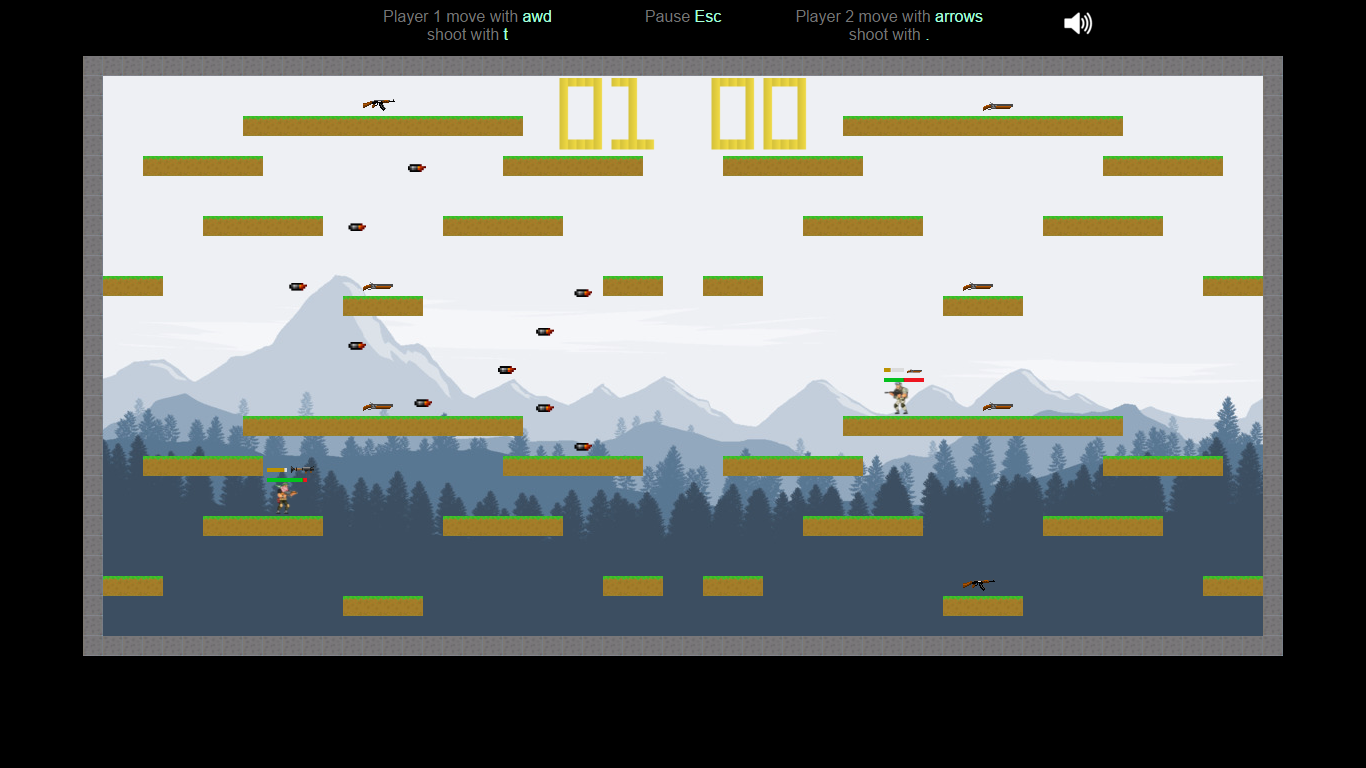 Player 1 move with awd
shoot with t
Pause Esc
Player 2 move with arrows
shoot with .
01 00